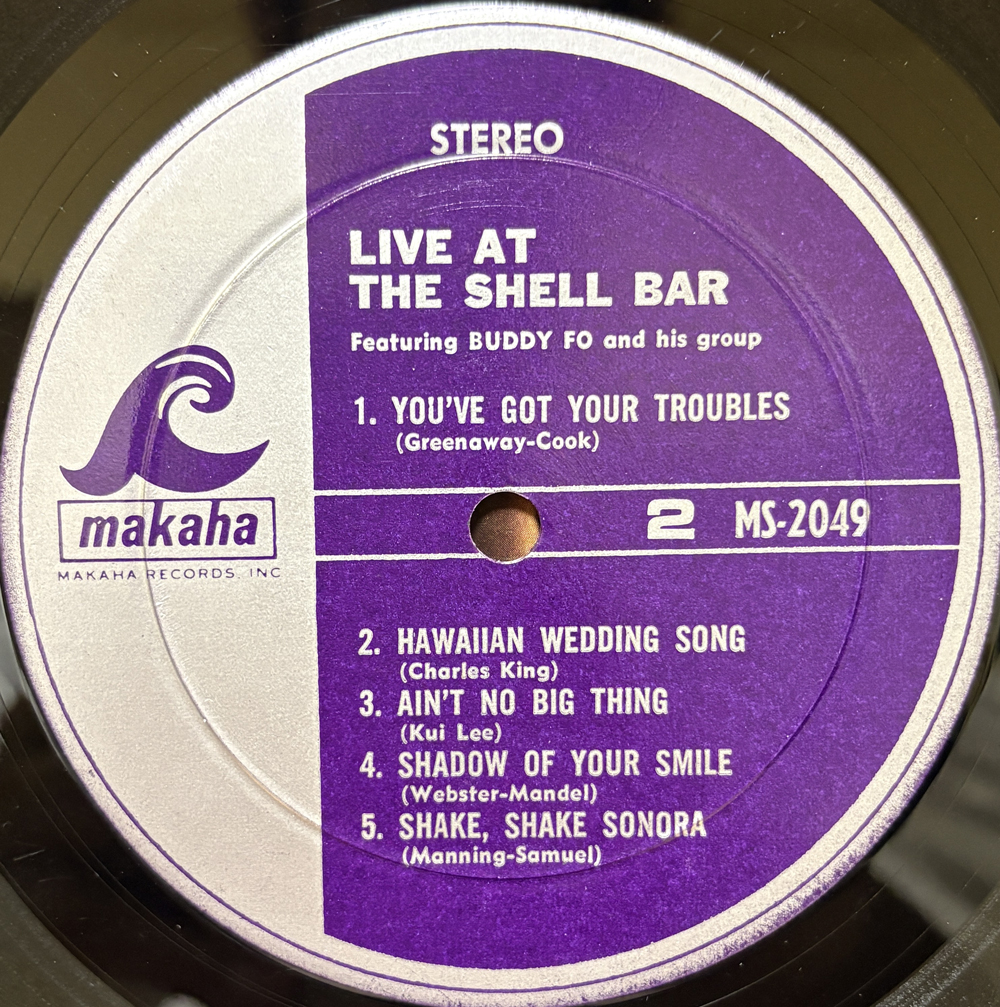 STEREO
LIVE AT
THE SHELL BAR
Featuring BUDDY FO and his group
1. YOU'VE GOT YOUR TROUBLES
(Greenaway-Cook)
makaha
MAKAHA RECORDS, INC
2 MS-2049
2. HAWAIIAN WEDDING SONG
(Charles King)
3. AIN'T NO BIG THING
(Kui Lee)
4. SHADOW OF YOUR SMILE
(Webster-Mandel)
5. SHAKE, SHAKE SONORA
(Manning-Samuel)